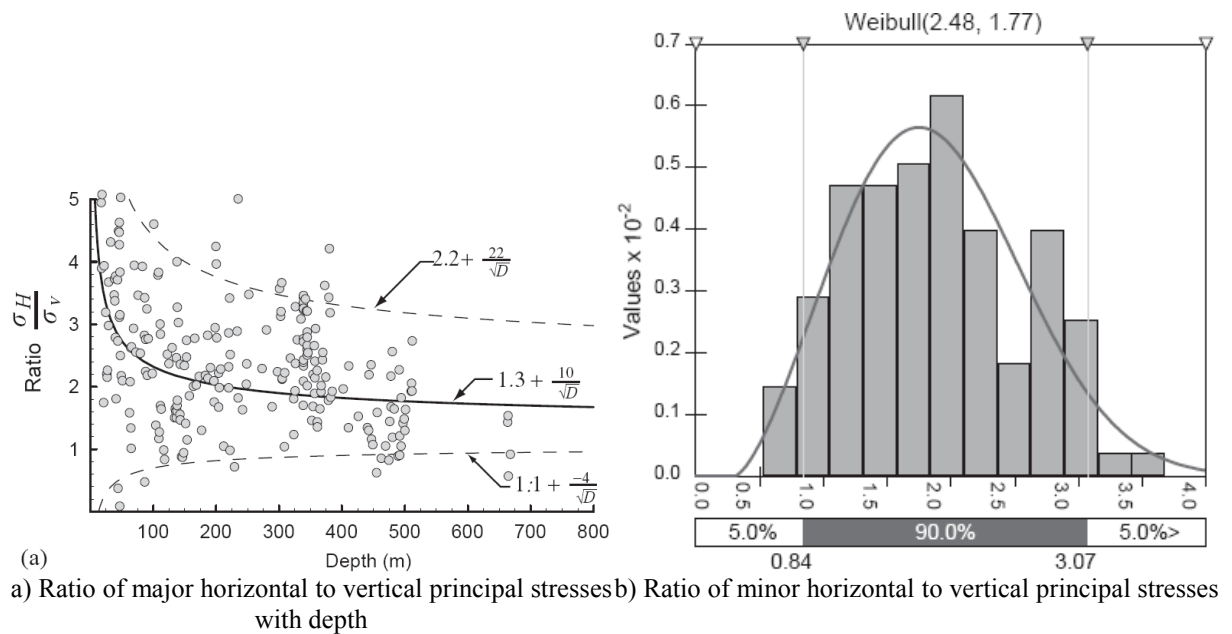 Weibull(2.48, 1.77)
0.7
0.6
0.5
0.4
0.3
0.2
0.1
0.0
Values x 10^-2
0.0 0.5 1.0 1.5 2.0 2.5 3.0 3.5 4.0
5.0% 90.0% 5.0%>
0.84 3.07
5
4
3
2
1
Ratio σH/σv
2.2+ 22/√D
1.3 + 10/√D
1.1 + -4/√D
100 200 300 400 500 600 700 800
Depth (m)
(a)
a) Ratio of major horizontal to vertical principal stresses
with depth
b) Ratio of minor horizontal to vertical principal stresses